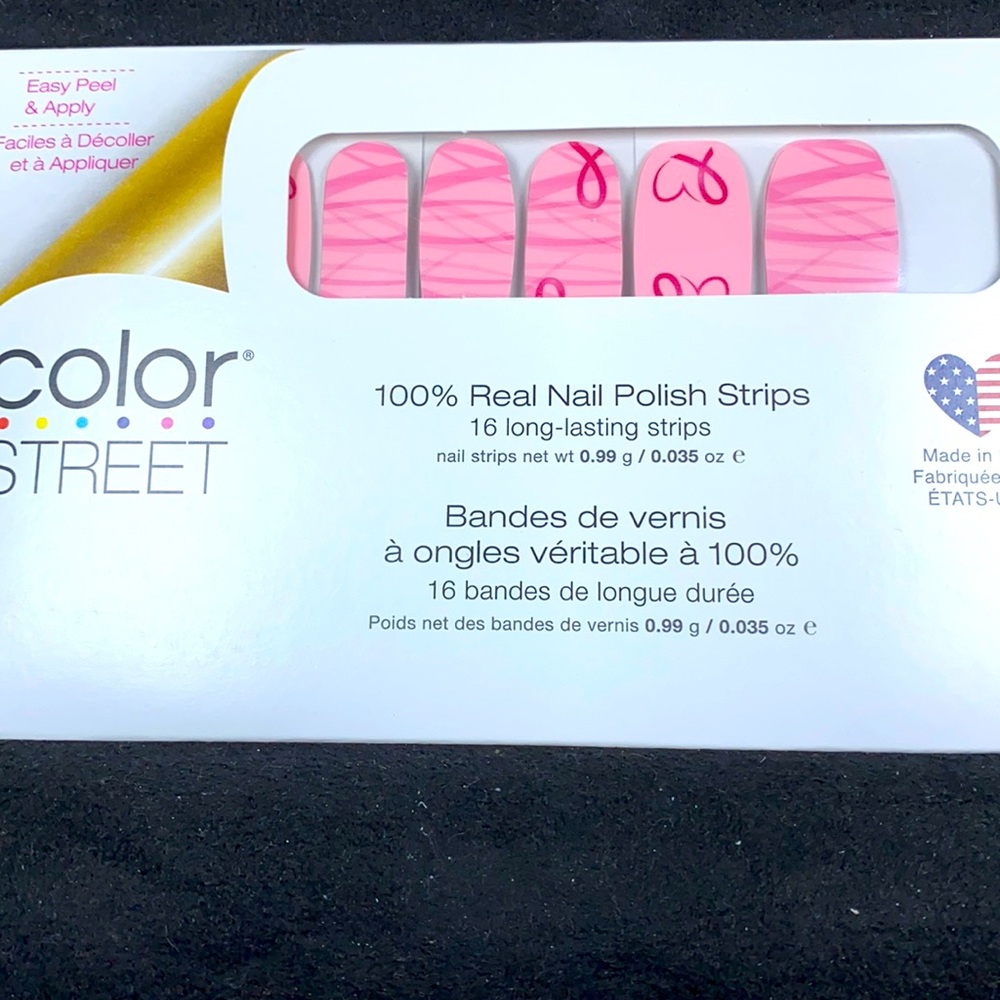 Easy Peel
& Apply
Faciles à Décoller
et à Appliquer
color®
STREET
100% Real Nail Polish Strips
16 long-lasting strips
nail strips net wt 0.99 g / 0.035 oz ℮
Bandes de vernis
à ongles véritable à 100%
16 bandes de longue durée
Poids net des bandes de vernis 0.99 g / 0.035 oz ℮
Made in
Fabriquée
ÉTATS-U